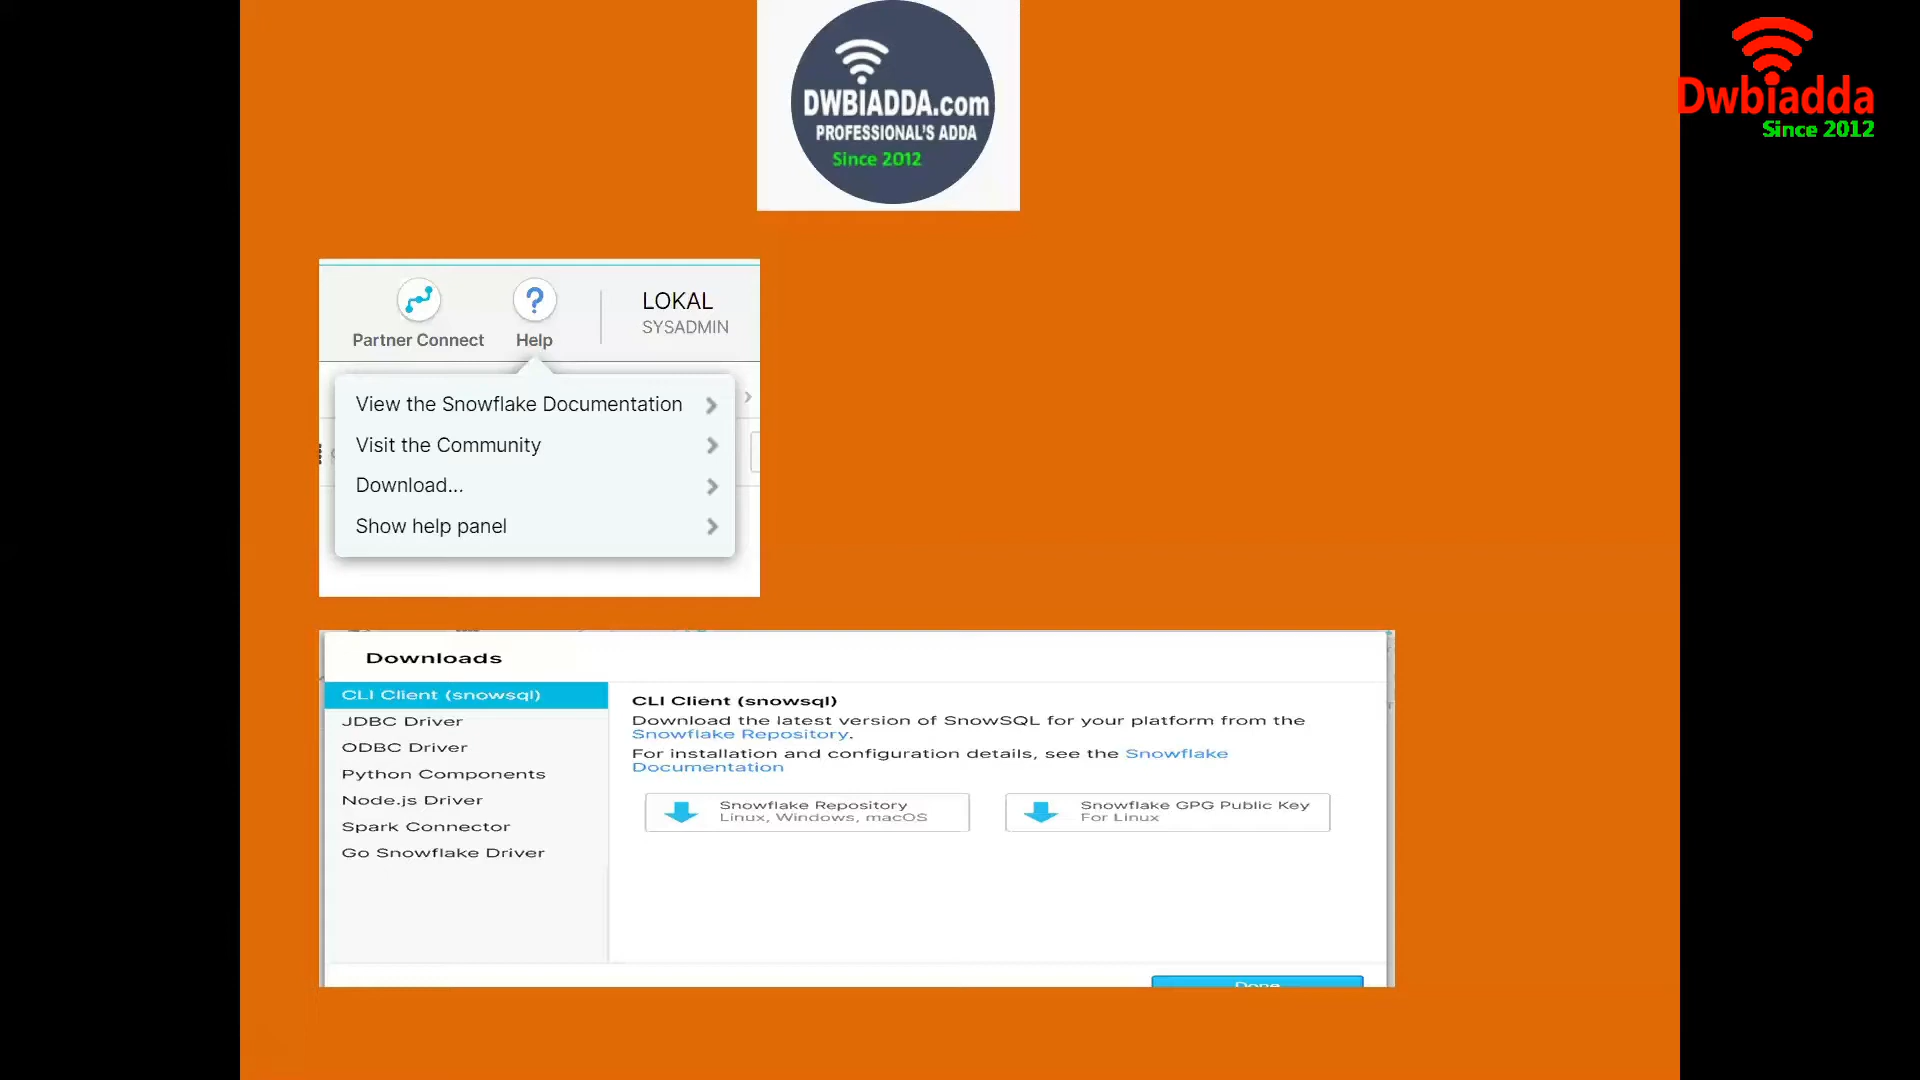 DWBIADDA.com
PROFESSIONAL'S ADDA
Since 2012
Dwbiadda
Since 2012
Partner Connect
Help
LOKAL
SYSADMIN
View the Snowflake Documentation
Visit the Community
Download...
Show help panel
Downloads
CLI Client (snowsql)
JDBC Driver
ODBC Driver
Python Components
Node.js Driver
Spark Connector
Go Snowflake Driver
CLI Client (snowsql)
Download the latest version of SnowSQL for your platform from the
Snowflake Repository.
For installation and configuration details, see the Snowflake
Documentation
Snowflake Repository
Linux, Windows, macOS
Snowflake GPG Public Key
For Linux
Done